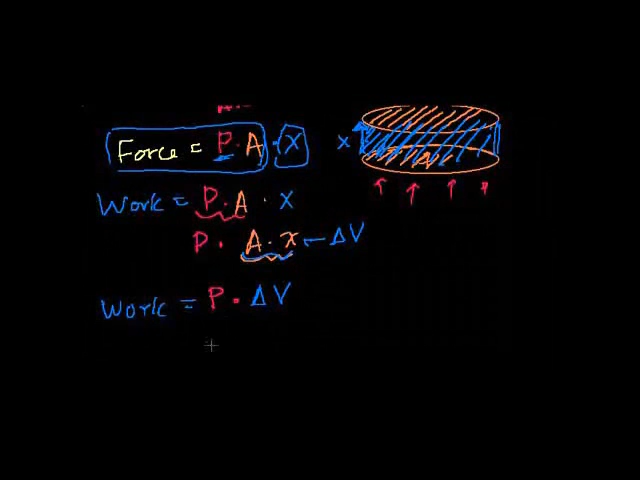 Force = P · A · x
x
A
Work = P · A · x
P · A · x ← ΔV
Work = P · ΔV